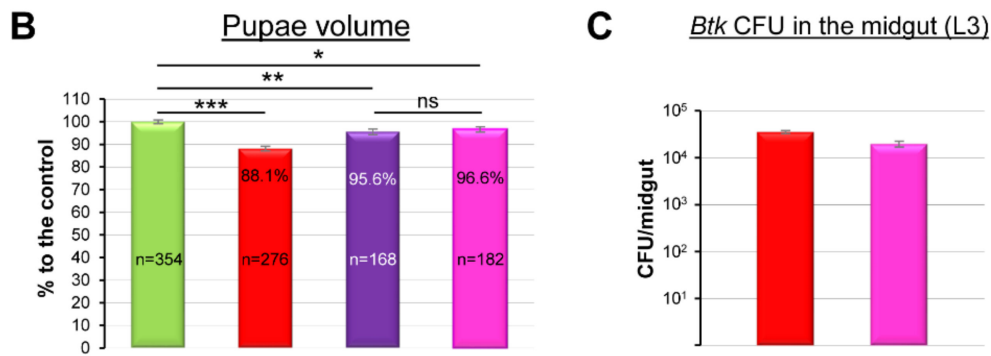 B
Pupae volume
*
**
***
ns
% to the control
110
100
90
80
70
60
50
40
30
20
10
0
88.1%
95.6%
96.6%
n=354
n=276
n=168
n=182
C
Btk CFU in the midgut (L3)
CFU/midgut
10⁵
10⁴
10³
10²
10¹